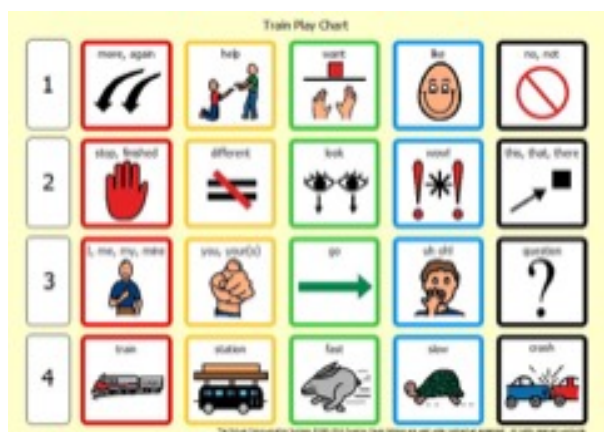 Train Play Chart
1 more, again help want like no, not
2 stop, finished different look wow! this, that, there
3 I, me, my, mine you, your(s) go uh oh! question
4 train station fast slow crash